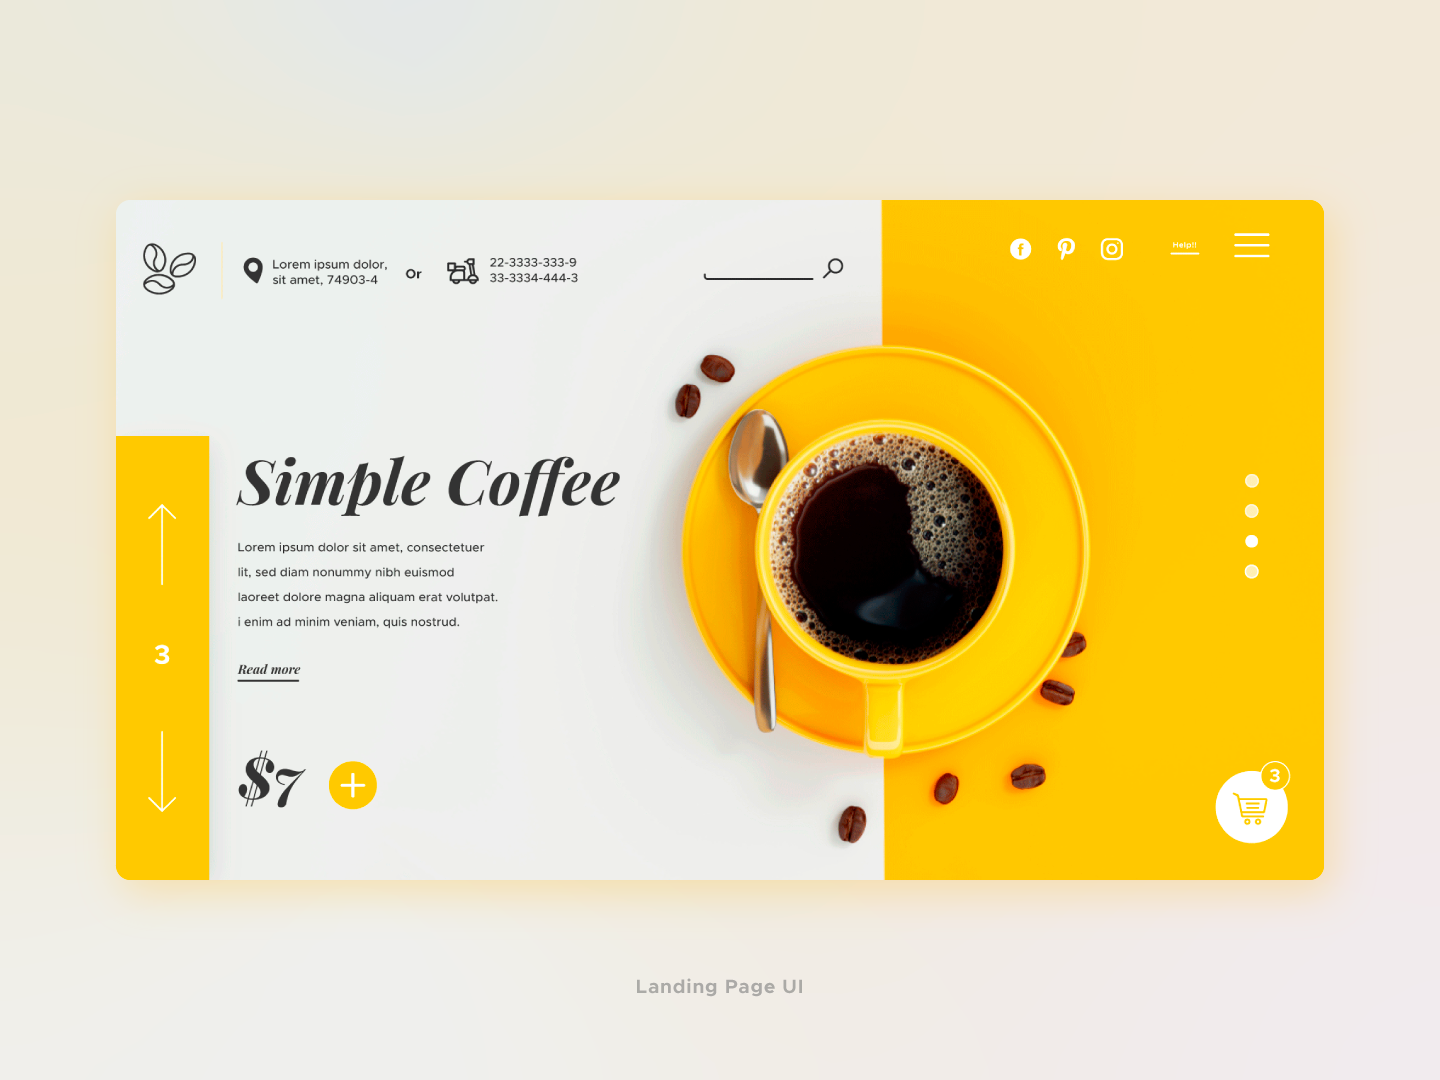 Lorem ipsum dolor,
sit amet, 74903-4
Or
22-3333-333-9
33-3334-444-3
Help!!
Simple Coffee
Lorem ipsum dolor sit amet, consectetuer
lit, sed diam nonummy nibh euismod
laoreet dolore magna aliquam erat volutpat.
i enim ad minim veniam, quis nostrud.
3
Read more
$7
3
Landing Page UI